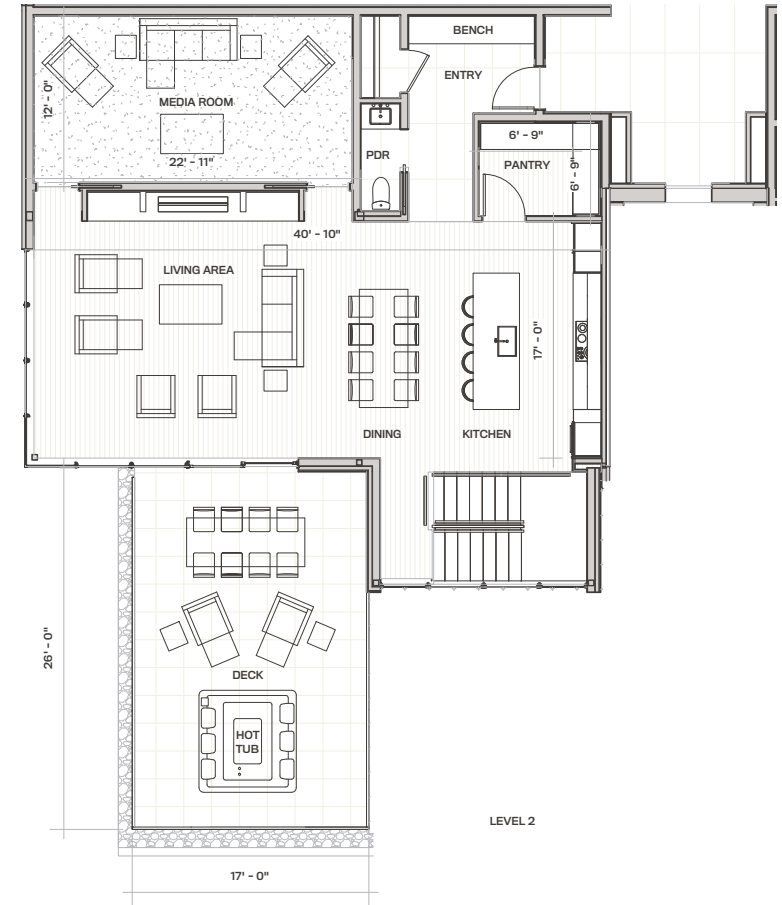 BENCH
ENTRY
MEDIA ROOM
12' - 0"
22' - 11"
PDR
6' - 9"
PANTRY
6' - 9"
40' - 10"
LIVING AREA
17' - 0"
DINING
KITCHEN
26' - 0"
DECK
HOT
TUB
LEVEL 2
17' - 0"